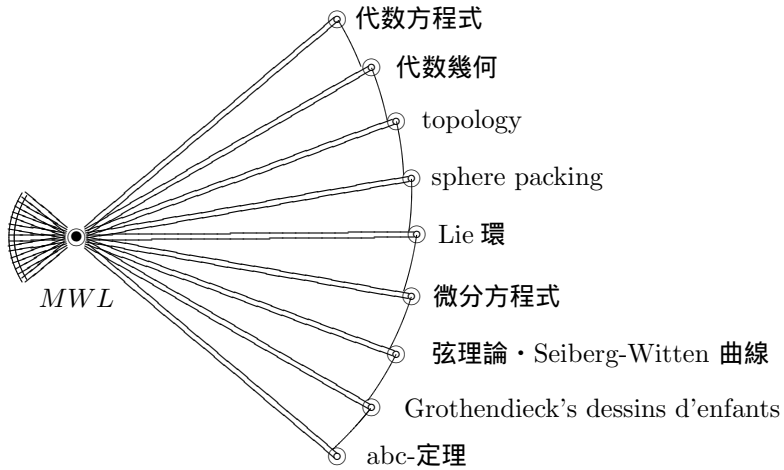 代数方程式
代数幾何
topology
sphere packing
Lie 環
MWL
微分方程式
弦理論・Seiberg-Witten 曲線
Grothendieck's dessins d'enfants
abc-定理